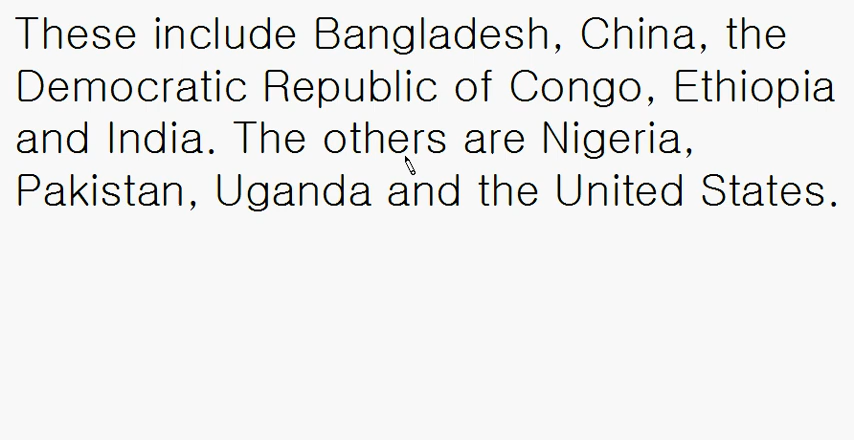 These include Bangladesh, China, the
Democratic Republic of Congo, Ethiopia
and India. The others are Nigeria,
Pakistan, Uganda and the United States.